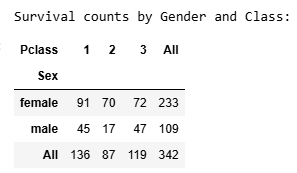 Survival counts by Gender and Class:
Pclass 1 2 3 All
Sex
female 91 70 72 233
male 45 17 47 109
All 136 87 119 342